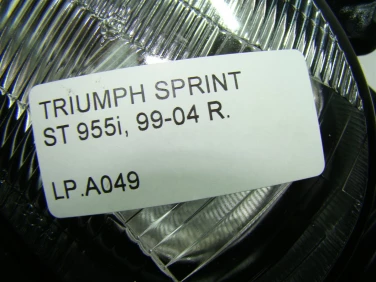 TRIUMPH SPRINT
ST 955i, 99-04 R.
LP.A049